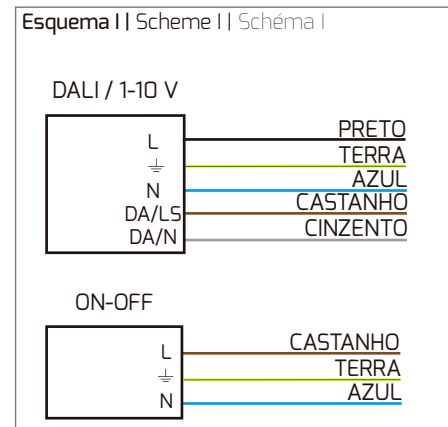 Esquema I | Scheme I | Schéma I
DALI / 1-10 V
L PRETO
TERRA
N AZUL
DA/LS CASTANHO
DA/N CINZENTO
ON-OFF
L CASTANHO
TERRA
N AZUL